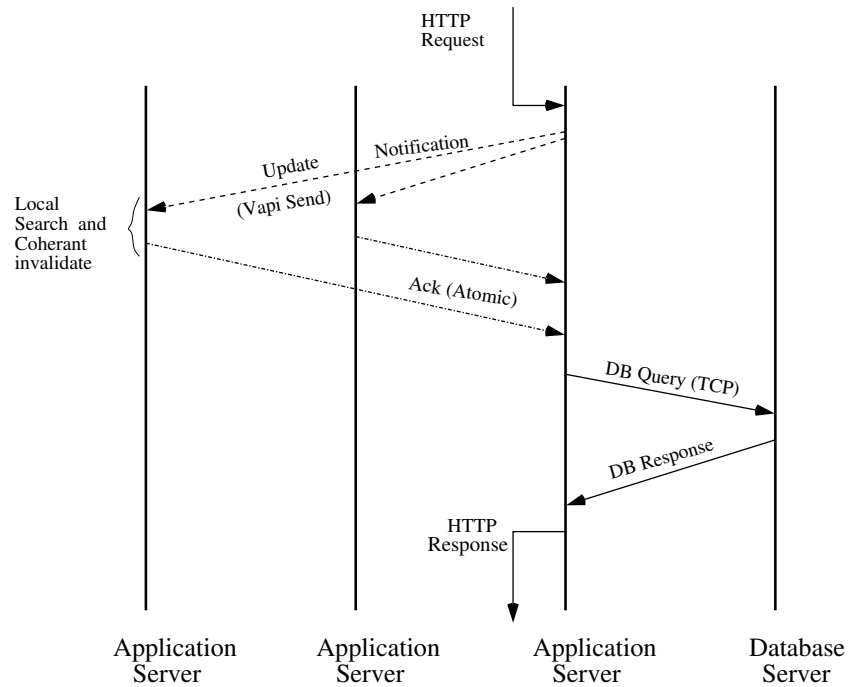 HTTP
Request
Update Notification
(Vapi Send)
Local
Search and
Coherant
invalidate
Ack (Atomic)
DB Query (TCP)
DB Response
HTTP
Response
Application
Server
Application
Server
Application
Server
Database
Server